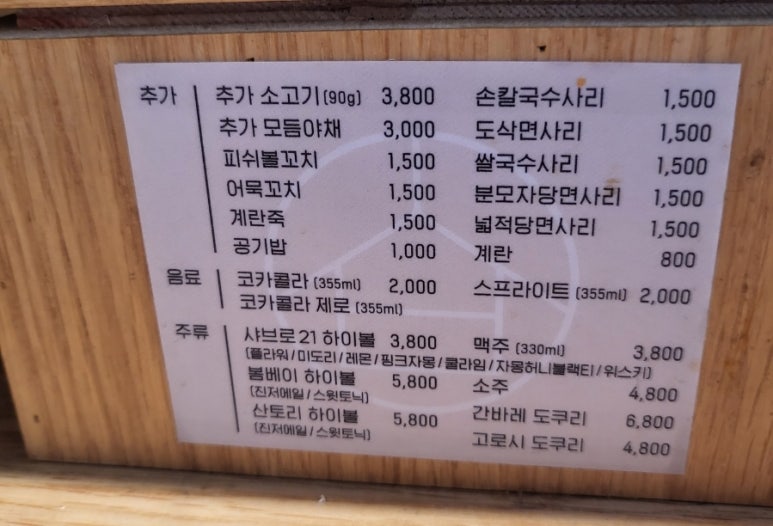 추가 추가 소고기(90g) 3,800 손칼국수사리 1,500
추가 모듬야채 3,000 도삭면사리 1,500
피쉬볼꼬치 1,500 쌀국수사리 1,500
어묵꼬치 1,500 분모자당면사리 1,500
계란죽 1,500 넓적당면사리 1,500
공기밥 1,000 계란 800
음료 코카콜라 (355ml) 2,000 스프라이트 (355ml) 2,000
코카콜라 제로 (355ml)
주류 샤브로21 하이볼 3,800 맥주 (330ml) 3,800
(플라워/미도리/레몬/핑크자몽/콜라임/자몽허니블랙티/위스키)
봄베이 하이볼 5,800 소주 4,800
(진저에일/스윗토닉)
산토리 하이볼 5,800 간바레 도쿠리 6,800
(진저에일/스윗토닉) 고로시 도쿠리 4,800